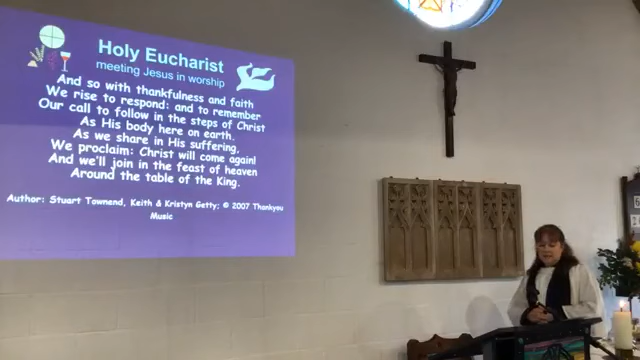 Holy Eucharist
meeting Jesus in worship
And so with thankfulness and faith
We rise to respond: and to remember
Our call to follow in the steps of Christ
As His body here on earth.
As we share in His suffering,
We proclaim: Christ will come again!
And we'll join in the feast of heaven
Around the table of the King.
Author: Stuart Townend, Keith & Kristyn Getty; © 2007 Thankyou
Music